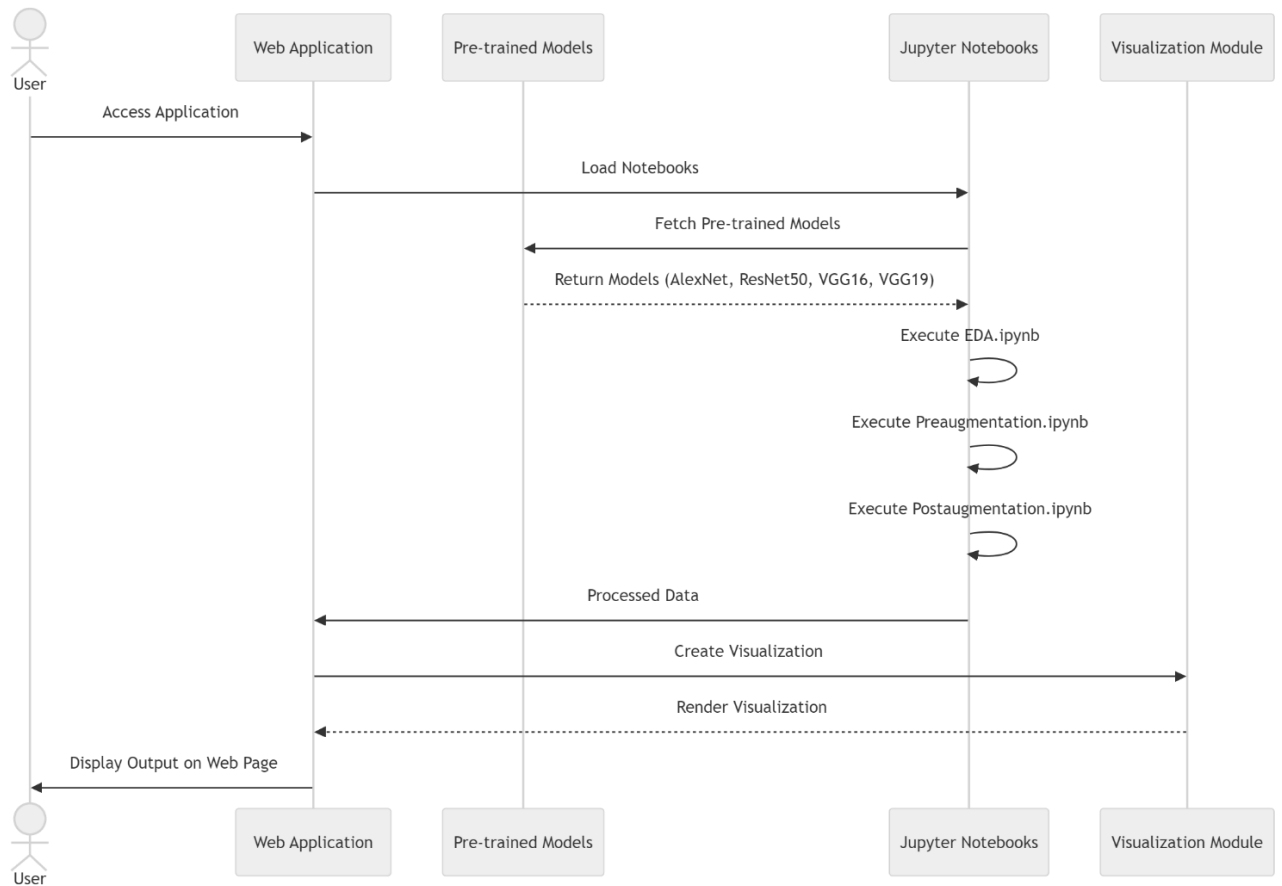 User
Web Application
Pre-trained Models
Jupyter Notebooks
Visualization Module
Access Application
Load Notebooks
Fetch Pre-trained Models
Return Models (AlexNet, ResNet50, VGG16, VGG19)
Execute EDA.ipynb
Execute Preaugmentation.ipynb
Execute Postaugmentation.ipynb
Processed Data
Create Visualization
Render Visualization
Display Output on Web Page
User
Web Application
Pre-trained Models
Jupyter Notebooks
Visualization Module